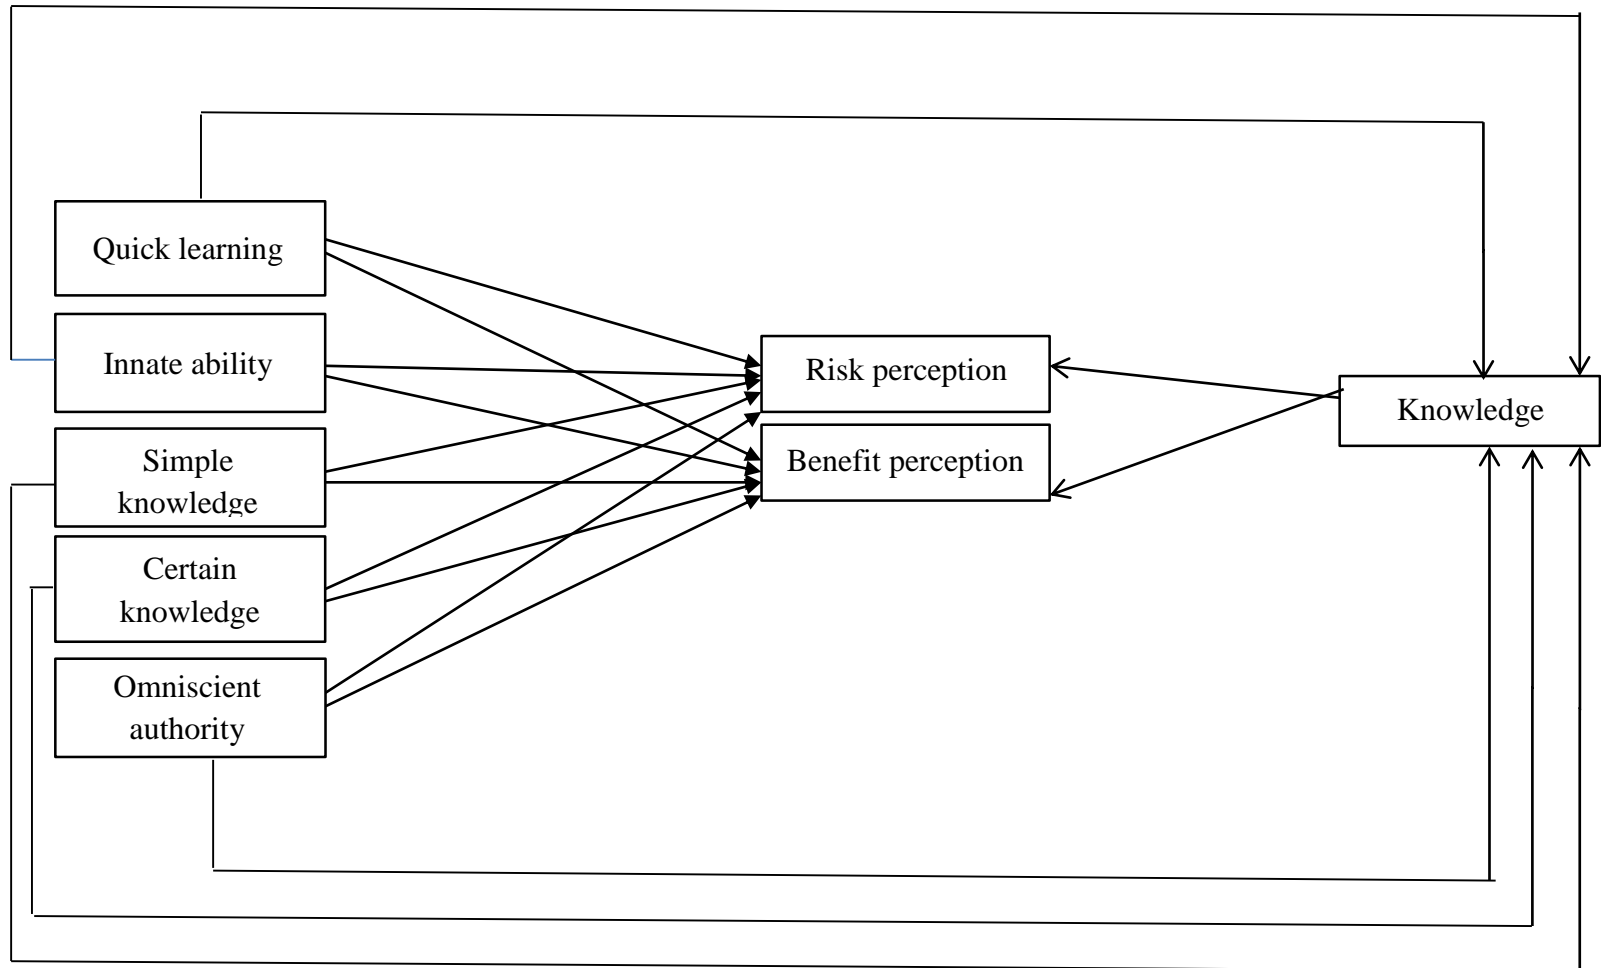 Quick learning
Innate ability
Simple
knowledge
Certain
knowledge
Omniscient
authority
Risk perception
Benefit perception
Knowledge